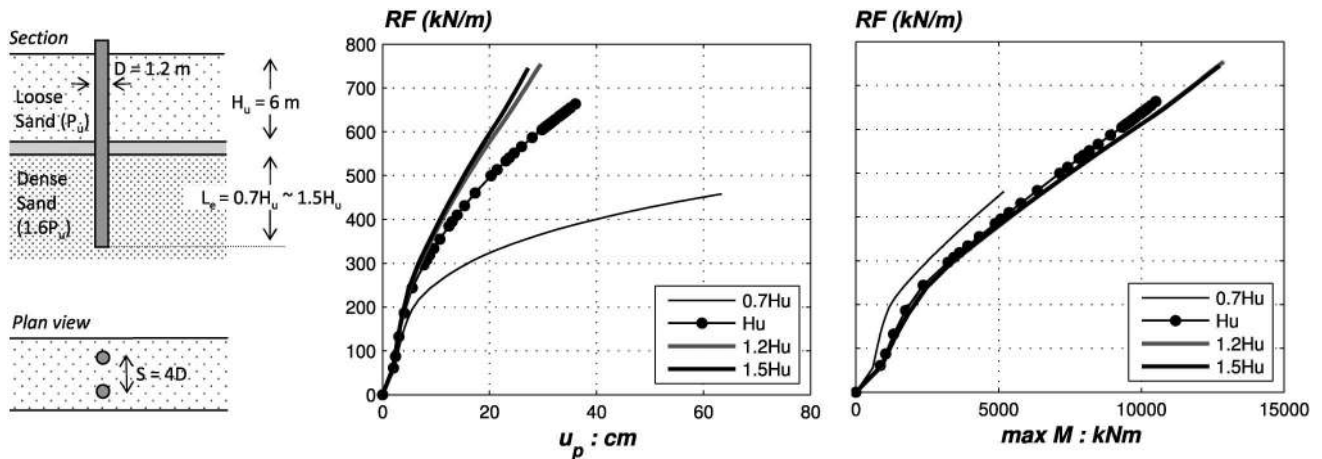 Section
D = 1.2 m
Loose
Sand (Pu)
Hu = 6 m
Dense
Sand
(1.6Pu)
Le = 0.7Hu ~ 1.5Hu
Plan view
S = 4D
RF (kN/m)
800
700
600
500
400
300
200
100
0
0 20 40 60 80
up : cm
0.7Hu
Hu
1.2Hu
1.5Hu
RF (kN/m)
0 5000 10000 15000
max M : kNm
0.7Hu
Hu
1.2Hu
1.5Hu